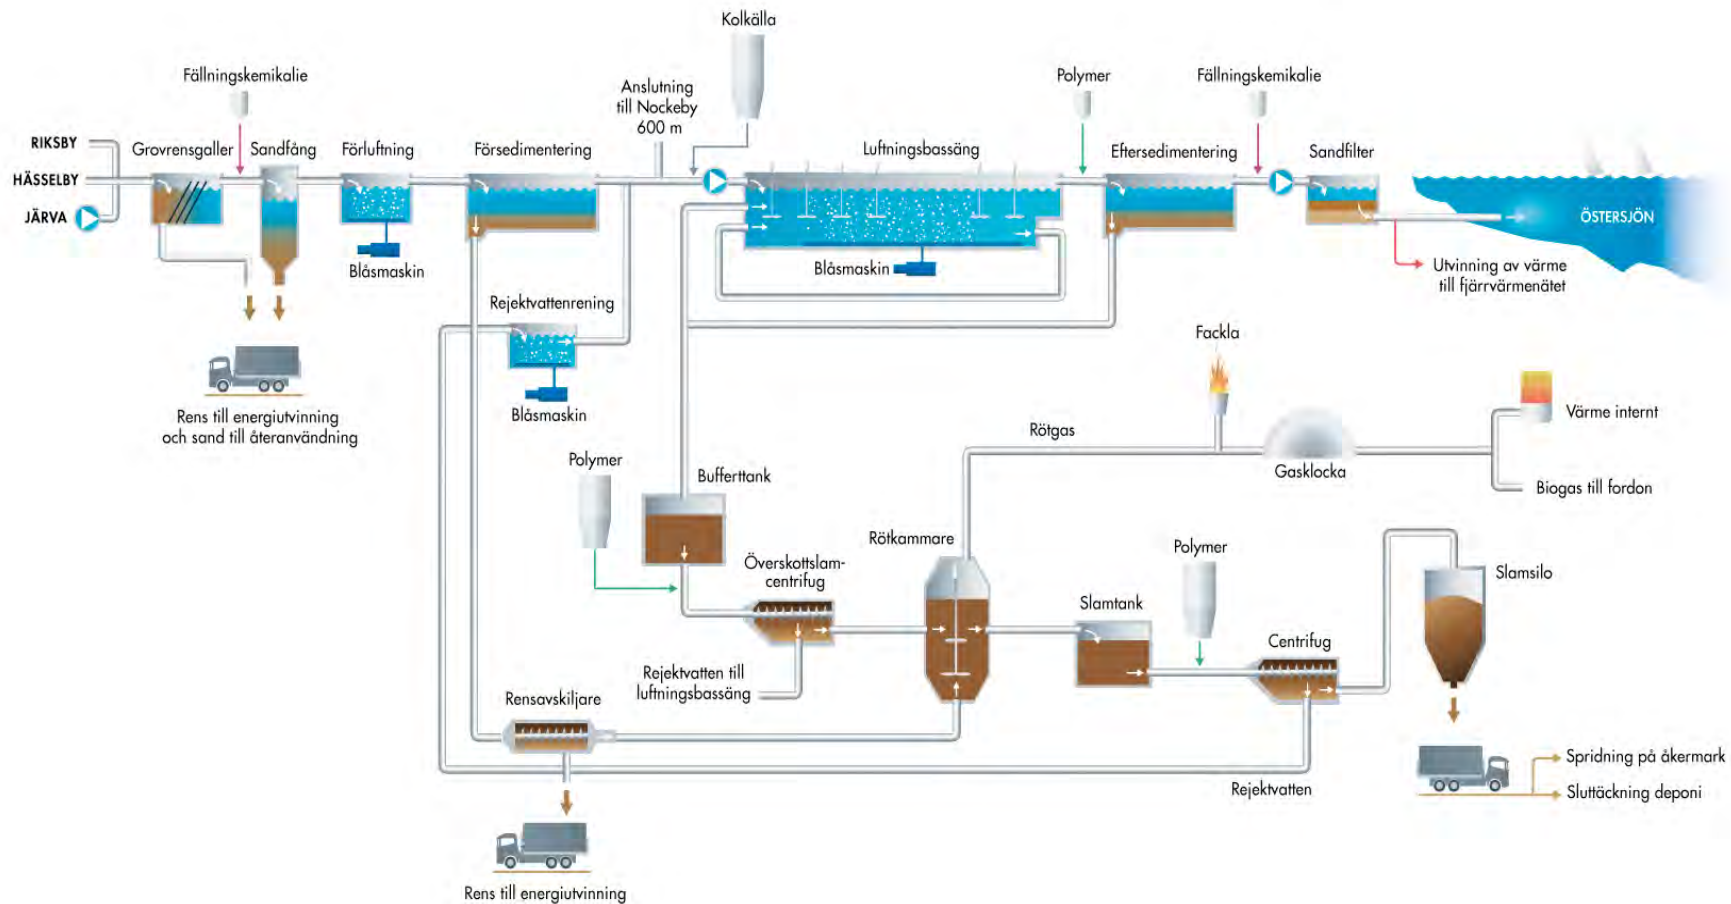 Kolkälla
Fällningskemikalie
Anslutning
till Nockeby
600 m
Polymer
Fällningskemikalie
RIKSBY
HÄSSELBY
JÄRVA
Grovrensgaller
Sandfång
Förluftning
Försedimentering
Luftningsbassäng
Eftersedimentering
Sandfilter
ÖSTERSJÖN
Blåsmaskin
Blåsmaskin
Utvinning av värme
till fjärrvärmenätet
Rejektvattenrening
Blåsmaskin
Rens till energiutvinning
och sand till återanvändning
Fackla
Rötgas
Gasklocka
Värme internt
Biogas till fordon
Polymer
Bufferttank
Överskottslam-
centrifug
Rötkammare
Slamtank
Polymer
Centrifug
Slamsilo
Rejektvatten till
luftningsbassäng
Rensavskiljare
Rejektvatten
Spridning på åkermark
Sluttäckning deponi
Rens till energiutvinning